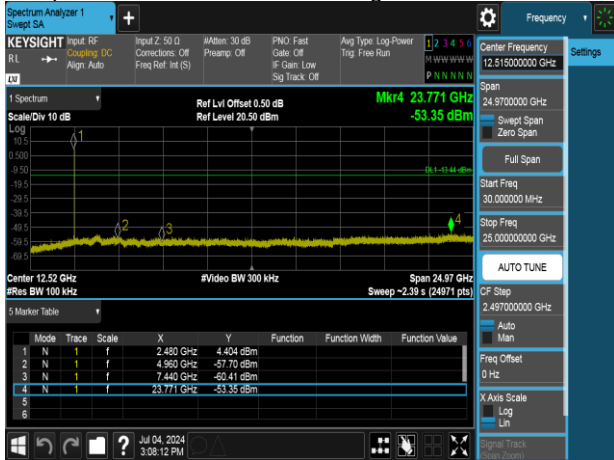 Spectrum Analyzer 1
Swept SA
+
Frequency
KEYSIGHT Input: RF Input Z: 50 Ω #Atten: 30 dB PNO: Fast Avg Type: Log-Power 1 2 3 4 5 6
RL Coupling: DC Corrections: Off Preamp: Off Gate: Off Trig: Free Run M W W W W W
Align: Auto Freq Ref: Int (S) IF Gain: Low P N N N N N
Sig Track: Off
LXI
Center Frequency
12.515000000 GHz
Settings
Span
24.9700000 GHz
Swept Span
Zero Span
Full Span
Start Freq
30.000000 MHz
Stop Freq
25.000000000 GHz
AUTO TUNE
CF Step
2.497000000 GHz
Auto
Man
Freq Offset
0 Hz
X Axis Scale
Log
Lin
Signal Track
(Span Zoom)
1 Spectrum
Ref Lvl Offset 0.50 dB Mkr4 23.771 GHz
Scale/Div 10 dB Ref Level 20.50 dBm -53.35 dBm
Log
10.5
0.500
-9.50
-19.5
-29.5
-39.5
-49.5
-59.5
-69.5
DL1 -13.44 dBm
1
2
3
4
Center 12.52 GHz #Video BW 300 kHz Span 24.97 GHz
#Res BW 100 kHz Sweep ~2.39 s (24971 pts)
5 Marker Table
Mode Trace Scale X Y Function Function Width Function Value
1 N 1 f 2.480 GHz 4.404 dBm
2 N 1 f 4.960 GHz -57.70 dBm
3 N 1 f 7.440 GHz -60.41 dBm
4 N 1 f 23.771 GHz -53.35 dBm
5
6
? Jul 04, 2024
3:08:12 PM